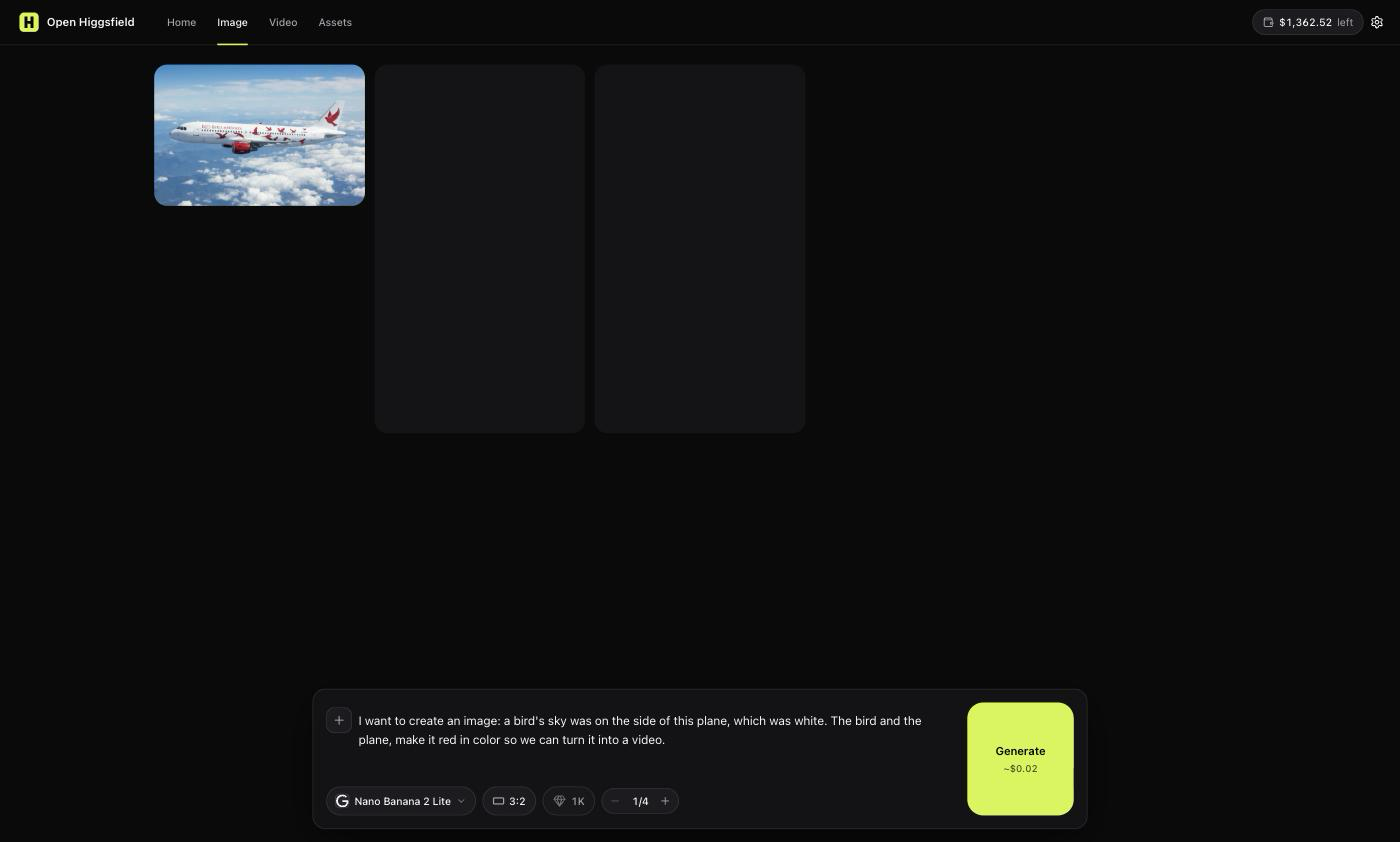 Open Higgsfield
Home
Image
Video
Assets
$1,362.52 left
I want to create an image: a bird's sky was on the side of this plane, which was white. The bird and the
plane, make it red in color so we can turn it into a video.
Generate
~$0.02
Nano Banana 2 Lite
3:2
1K
1/4